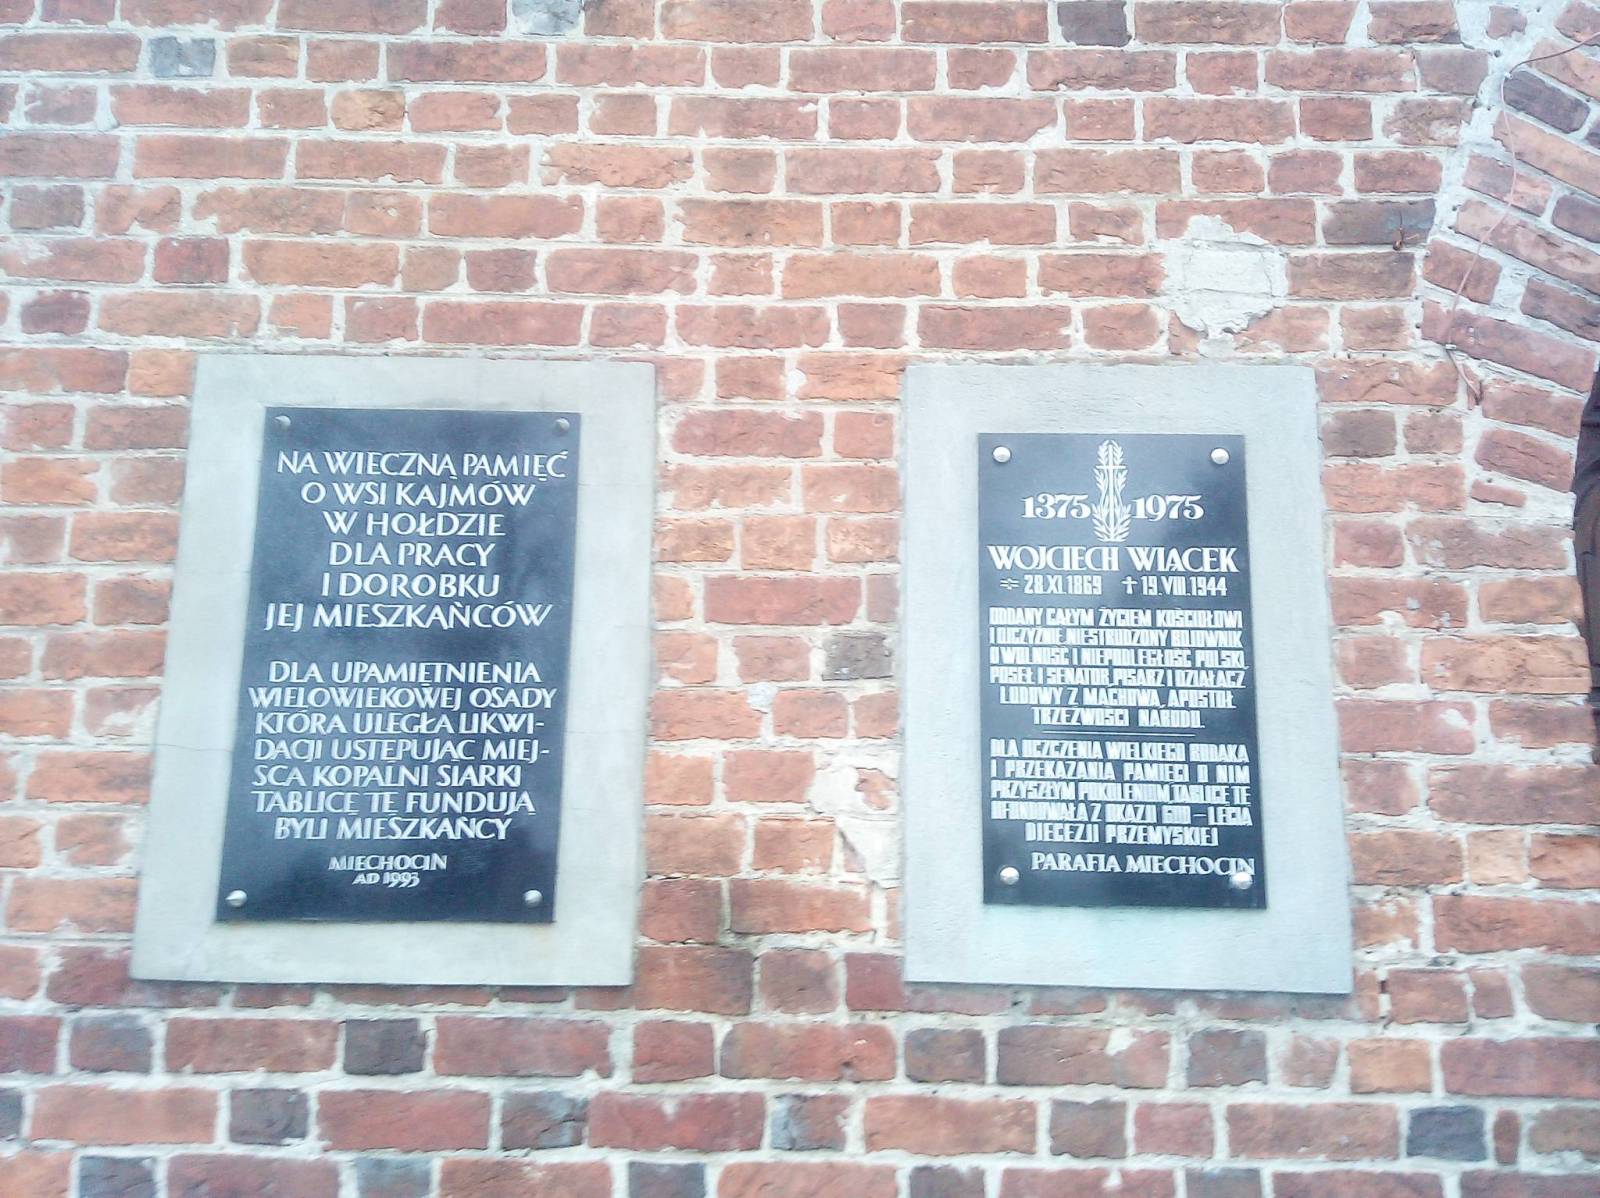 NA WIECZNĄ PAMIĘĆ
O WSI KAJMÓW
W HOŁDZIE
DLA PRACY
I DOROBKU
JEJ MIESZKAŃCÓW
DLA UPAMIĘTNIENIA
WIELOWIEKOWEJ OSADY
KTÓRA ULEGŁA LIKWI-
DACJI USTĘPUJĄC MIEJ-
SCA KOPALNI SIARKI
TABLICĘ TĘ FUNDUJĄ
BYLI MIESZKAŃCY
MIECHOCIN
AD 1993
1375 1975
WOJCIECH WIĄCEK
28.XI.1869 † 19.VIII.1944
ODDANY CAŁYM ŻYCIEM KOŚCIOŁOWI
I OJCZYŹNIE, NIESTRUDZONY BOJOWNIK
O WOLNOŚĆ I NIEPODLEGŁOŚĆ POLSKI,
POSEŁ I SENATOR, PISARZ I DZIAŁACZ
LUDOWY Z MACHOWA, APOSTOŁ
TRZEŹWOŚCI NARODU.
DLA UCZCZENIA WIELKIEGO RODAKA
I PRZEKAZANIA PAMIĘCI O NIM
PRZYSZŁYM POKOLENIOM, TABLICĘ TĘ
UFUNDOWAŁA Z OKAZJI 600-LECIA
DIECEZJI PRZEMYSKIEJ
PARAFIA MIECHOCIN